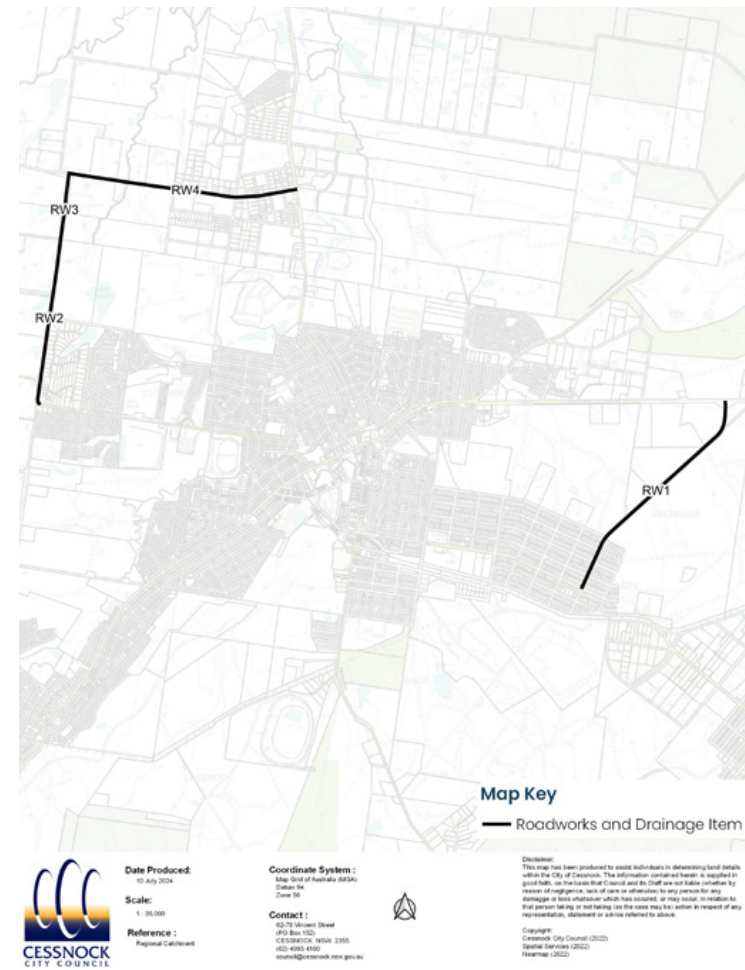 RW4
RW3
RW2
RW1
Map Key
Roadworks and Drainage Item
CESSNOCK
CITY COUNCIL
Date Produced:
10 July 2024
Scale:
1 : 35,000
Reference :
Regional Catchment
Coordinate System :
Map Grid of Australia (MGA)
Datum 94
Zone 56
Contact :
62-78 Vincent Street
(PO Box 152)
CESSNOCK NSW 2355
(02) 4993 4100
council@cessnock.nsw.gov.au
Disclaimer:
This map has been produced to assist individuals in determining land details
within the City of Cessnock. The information contained herein is supplied in
good faith, on the basis that Council and its Staff are not liable (whether by
reason of negligence, lack of care or otherwise) to any person for any
damage or loss whatsoever which has occured, or may occur, in relation to
that person taking or not taking (as the case may be) action in respect of any
representation, statement or advice referred to above.
Copyright:
Cessnock City Council (2022)
Spatial Services (2022)
Nearmap (2022)